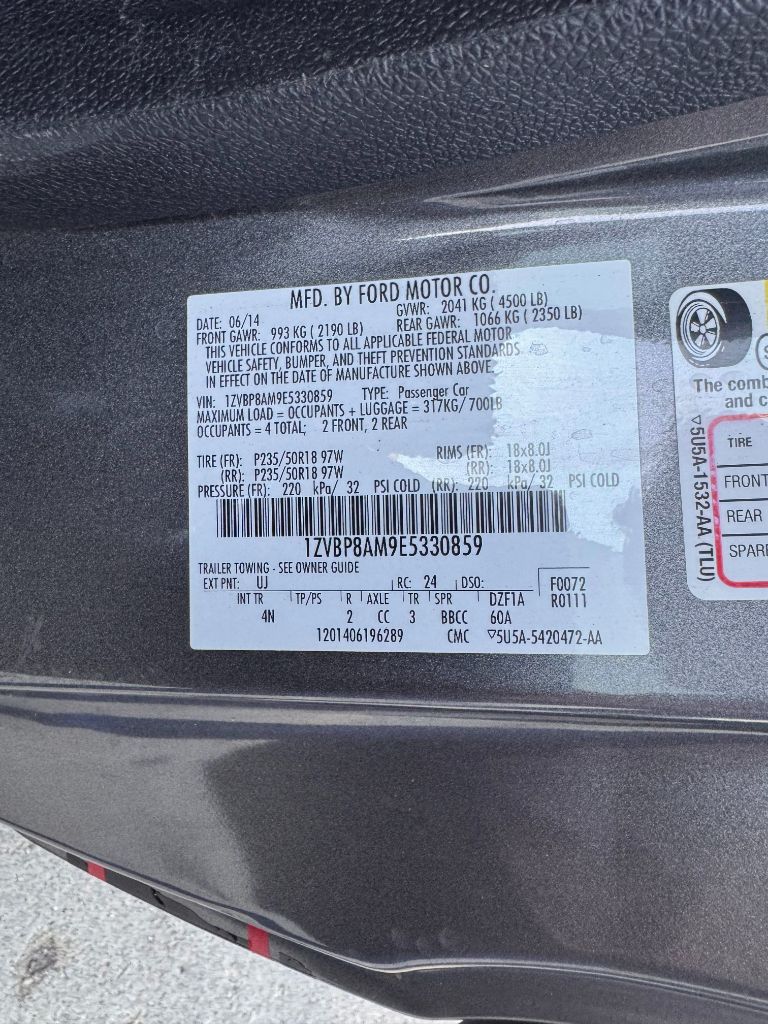 MFD. BY FORD MOTOR CO.
DATE: 06/14 GVWR: 2041 KG ( 4500 LB)
FRONT GAWR: 993 KG ( 2190 LB) REAR GAWR: 1066 KG ( 2350 LB)
THIS VEHICLE CONFORMS TO ALL APPLICABLE FEDERAL MOTOR
VEHICLE SAFETY, BUMPER, AND THEFT PREVENTION STANDARDS
IN EFFECT ON THE DATE OF MANUFACTURE SHOWN ABOVE.
VIN: 1ZVBP8AM9E5330859 TYPE: Passenger Car
MAXIMUM LOAD = OCCUPANTS + LUGGAGE = 317KG/ 700LB
OCCUPANTS = 4 TOTAL; 2 FRONT, 2 REAR
TIRE (FR): P235/50R18 97W RIMS (FR): 18x8.0J
(RR): P235/50R18 97W (RR): 18x8.0J
PRESSURE (FR): 220 kPa/ 32 PSI COLD (RR): 220 kPa/ 32 PSI COLD
1ZVBP8AM9E5330859
TRAILER TOWING - SEE OWNER GUIDE
EXT PNT: UJ RC: 24 DSO: F0072
INT TR TP/PS R AXLE TR SPR DZF1A R0111
4N 2 CC 3 BBCC 60A
1201406196289 CMC ▽5U5A-5420472-AA
The comb
and c
▽5U5A-1532-AA (TLU)
TIRE
FRONT
REAR
SPARE